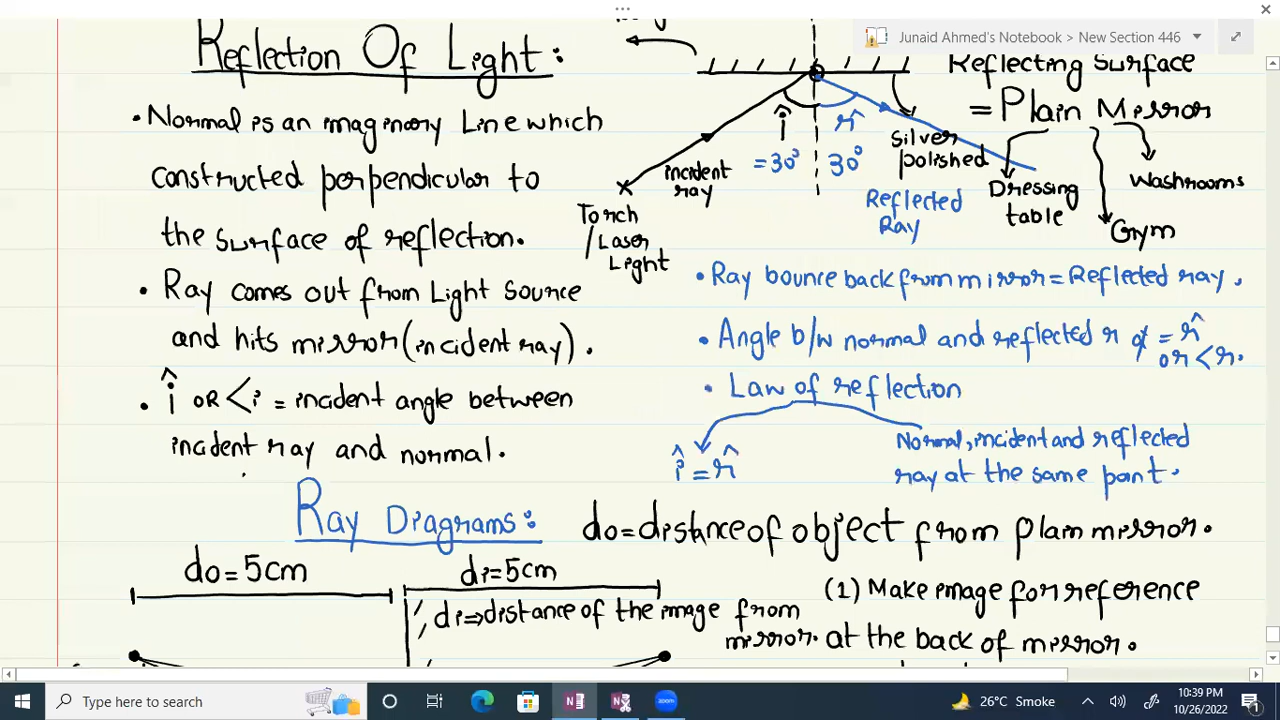 Junaid Ahmed's Notebook > New Section 446
Reflection Of Light:
• Normal is an imaginary Line which
constructed perpendicular to
the surface of reflection.
• Ray comes out from Light source
and hits mirror (incident ray).
• î OR <i = incident angle between
incident ray and normal.
Reflecting Surface
= Plain Mirror
Dressing
table
Gym
Washrooms
Silver
polished
î
= 30°
r̂
30°
incident
ray
Torch
/Laser
Light
Reflected
Ray
• Ray bounce back from mirror = Reflected ray.
• Angle b/w normal and reflected r = r̂
or <r.
• Law of reflection
î = r̂
Normal, incident and reflected
ray at the same point.
Ray Diagrams:
do = distance of object from plain mirror.
do = 5cm
di = 5cm
di ⇒ distance of the image from
mirror.
(1) Make image for reference
at the back of mirror.
Type here to search
26°C Smoke
10:39 PM
10/26/2022
zoom
1